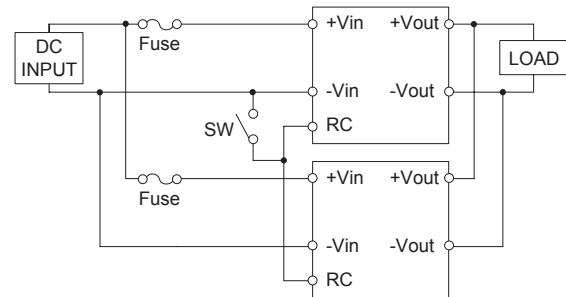 DC
INPUT
Fuse
+Vin
+Vout
LOAD
-Vin
-Vout
SW
RC
Fuse
+Vin
+Vout
-Vin
-Vout
RC